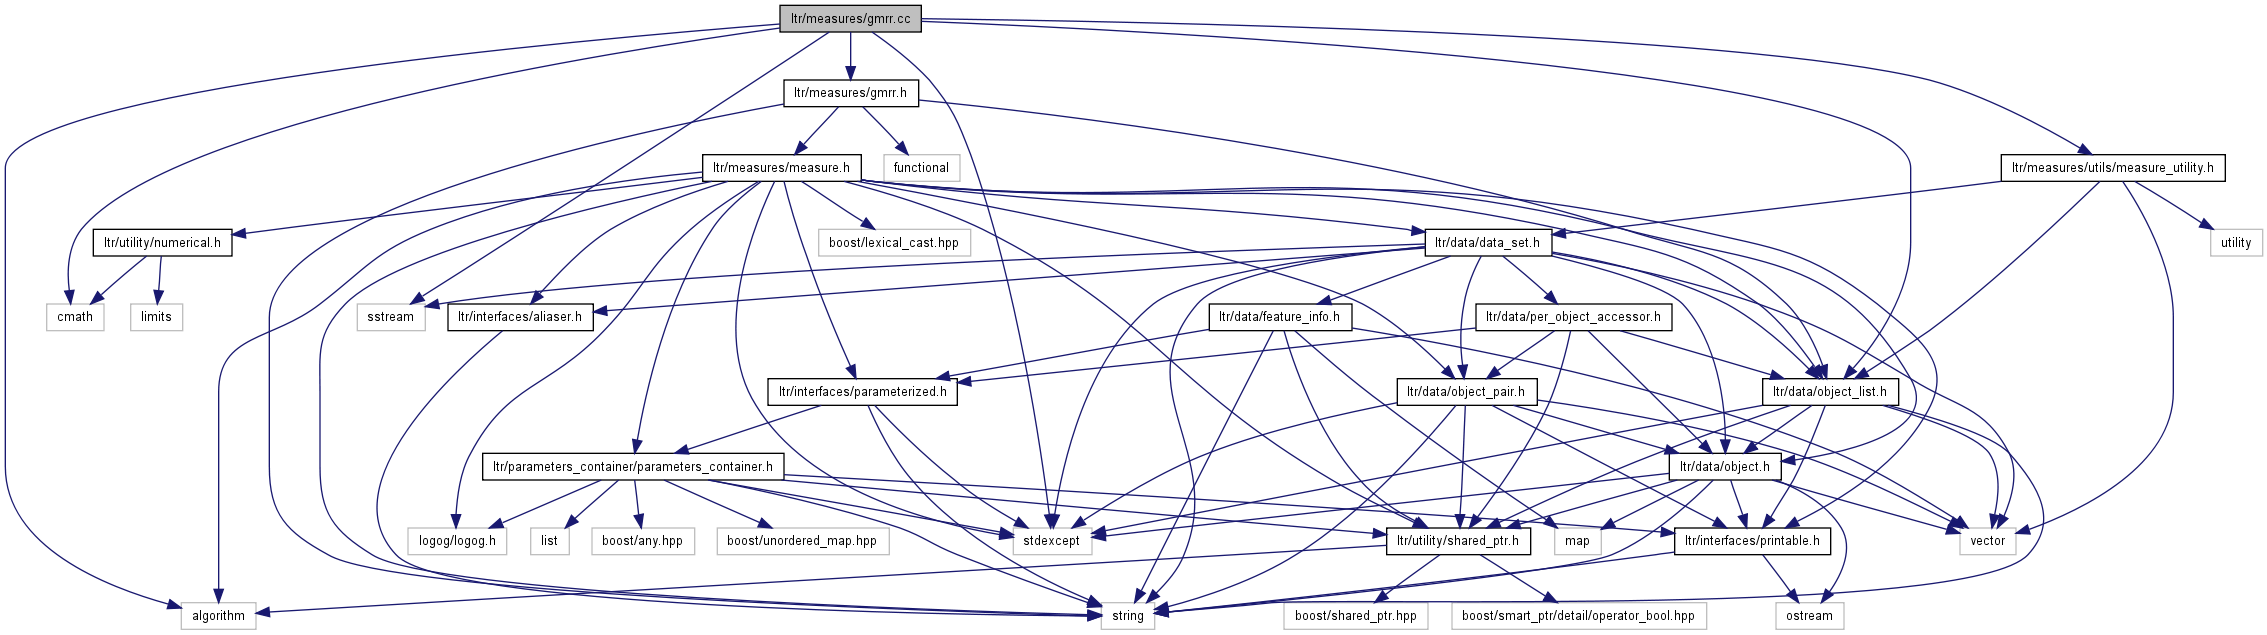 ltr/measures/gmrr.cc
ltr/measures/gmrr.h
ltr/measures/measure.h
functional
ltr/measures/utils/measure_utility.h
ltr/utility/numerical.h
boost/lexical_cast.hpp
ltr/data/data_set.h
utility
cmath
limits
sstream
ltr/interfaces/aliaser.h
ltr/data/feature_info.h
ltr/data/per_object_accessor.h
ltr/interfaces/parameterized.h
ltr/data/object_pair.h
ltr/data/object_list.h
ltr/parameters_container/parameters_container.h
ltr/data/object.h
logog/logog.h
list
boost/any.hpp
boost/unordered_map.hpp
stdexcept
ltr/utility/shared_ptr.h
map
ltr/interfaces/printable.h
vector
algorithm
string
boost/shared_ptr.hpp
boost/smart_ptr/detail/operator_bool.hpp
ostream